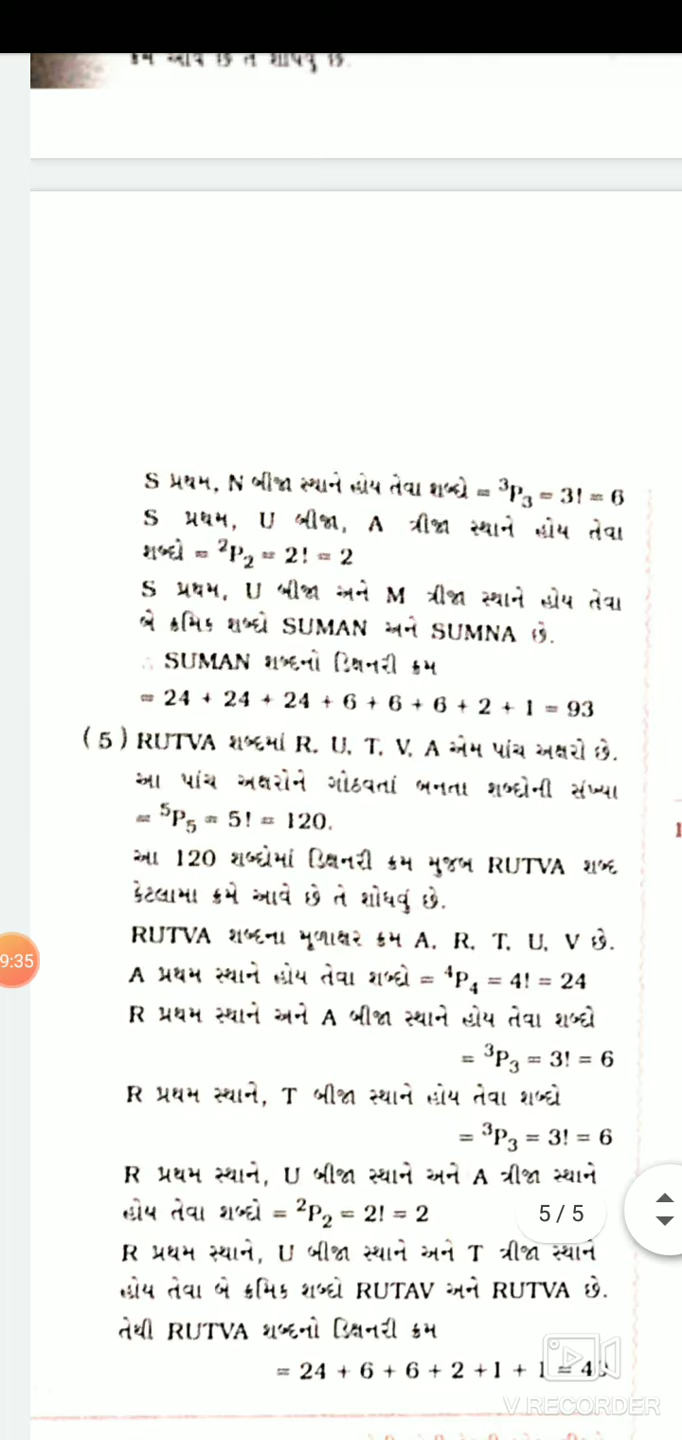 ક્રમ આવે છે તે શોધવું છે.
S પ્રથમ, N બીજા સ્થાને હોય તેવા શબ્દો = ³P₃ = 3! = 6
S પ્રથમ, U બીજા, A ત્રીજા સ્થાને હોય તેવા
શબ્દો = ²P₂ = 2! = 2
S પ્રથમ, U બીજા અને M ત્રીજા સ્થાને હોય તેવા
બે ક્રમિક શબ્દો SUMAN અને SUMNA છે.
∴ SUMAN શબ્દનો ડિક્ષનરી ક્રમ
= 24 + 24 + 24 + 6 + 6 + 6 + 2 + 1 = 93
(5) RUTVA શબ્દમાં R, U, T, V, A એમ પાંચ અક્ષરો છે.
આ પાંચ અક્ષરોને ગોઠવતાં બનતા શબ્દોની સંખ્યા
= ⁵P₅ = 5! = 120.
આ 120 શબ્દોમાં ડિક્ષનરી ક્રમ મુજબ RUTVA શબ્દ
કેટલામા ક્રમે આવે છે તે શોધવું છે.
RUTVA શબ્દના મૂળાક્ષર ક્રમ A, R, T, U, V છે.
9:35
A પ્રથમ સ્થાને હોય તેવા શબ્દો = ⁴P₄ = 4! = 24
R પ્રથમ સ્થાને અને A બીજા સ્થાને હોય તેવા શબ્દો
= ³P₃ = 3! = 6
R પ્રથમ સ્થાને, T બીજા સ્થાને હોય તેવા શબ્દો
= ³P₃ = 3! = 6
R પ્રથમ સ્થાને, U બીજા સ્થાને અને A ત્રીજા સ્થાને
હોય તેવા શબ્દો = ²P₂ = 2! = 2
5 / 5
R પ્રથમ સ્થાને, U બીજા સ્થાને અને T ત્રીજા સ્થાને
હોય તેવા બે ક્રમિક શબ્દો RUTAV અને RUTVA છે.
તેથી RUTVA શબ્દનો ડિક્ષનરી ક્રમ
= 24 + 6 + 6 + 2 +1 + 1 = 4
V RECORDER